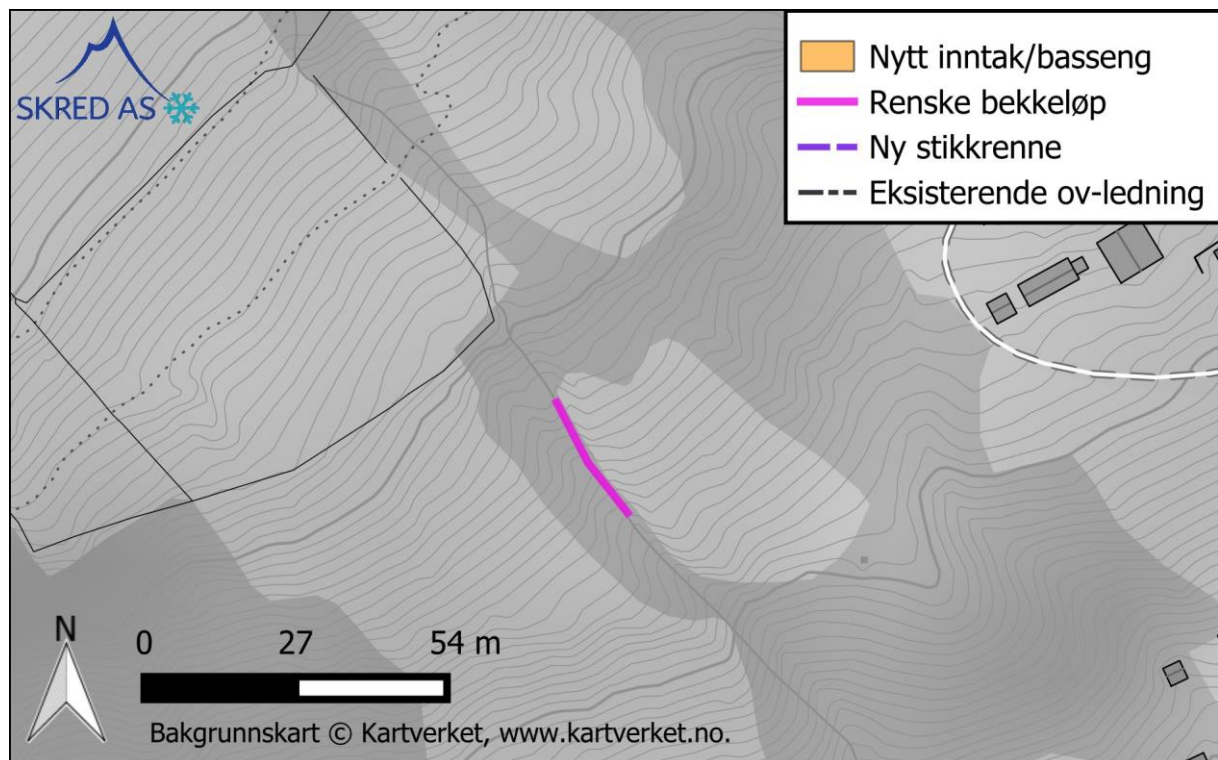 SKRED AS
Nytt inntak/basseng
Renske bekkeløp
Ny stikkrenne
Eksisterende ov-ledning
N
0 27 54 m
Bakgrunnskart © Kartverket, www.kartverket.no.